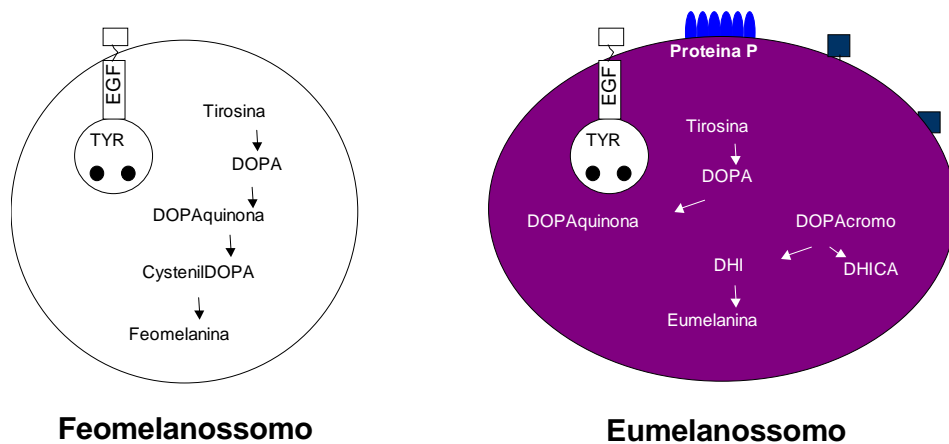 EGF
TYR
Tirosina
DOPA
DOPAquinona
CystenilDOPA
Feomelanina
Feomelanossomo
Proteina P
EGF
TYR
Tirosina
DOPA
DOPAquinona
DOPAcromo
DHI
DHICA
Eumelanina
Eumelanossomo